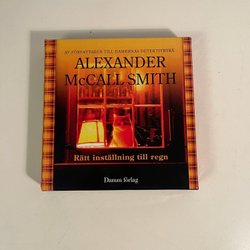 AV FÖRFATTAREN TILL DAMERNAS DETEKTIVBYRÅ
ALEXANDER
McCALL SMITH
Rätt inställning till regn
Damm förlag